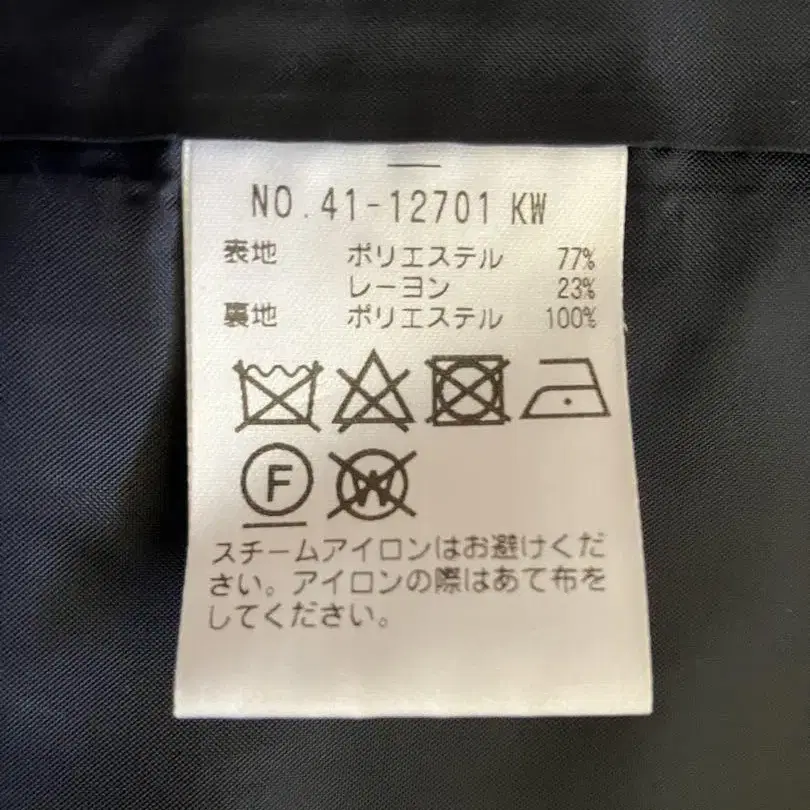 NO.41-12701 KW
表地 ポリエステル 77%
レーヨン 23%
裏地 ポリエステル 100%
F W
スチームアイロンはお避けくだ
さい。アイロンの際はあて布を
してください。